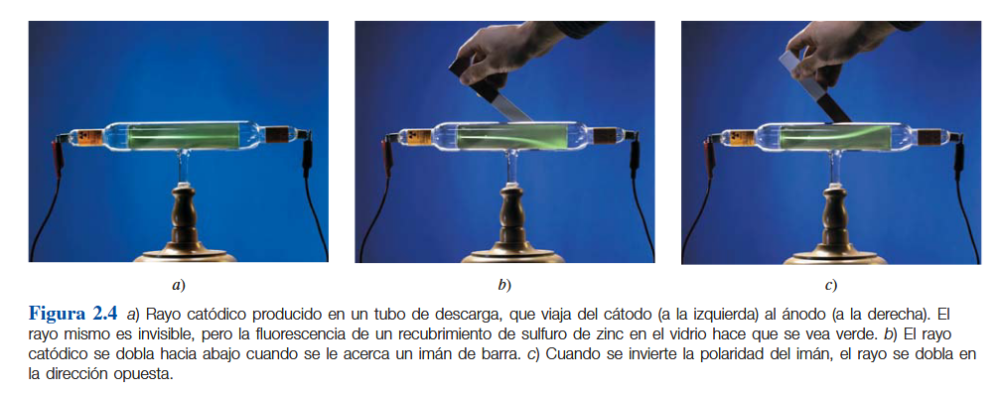 a)
b)
c)
Figura 2.4 a) Rayo catódico producido en un tubo de descarga, que viaja del cátodo (a la izquierda) al ánodo (a la derecha). El
rayo mismo es invisible, pero la fluorescencia de un recubrimiento de sulfuro de zinc en el vidrio hace que se vea verde. b) El rayo
catódico se dobla hacia abajo cuando se le acerca un imán de barra. c) Cuando se invierte la polaridad del imán, el rayo se dobla en
la dirección opuesta.